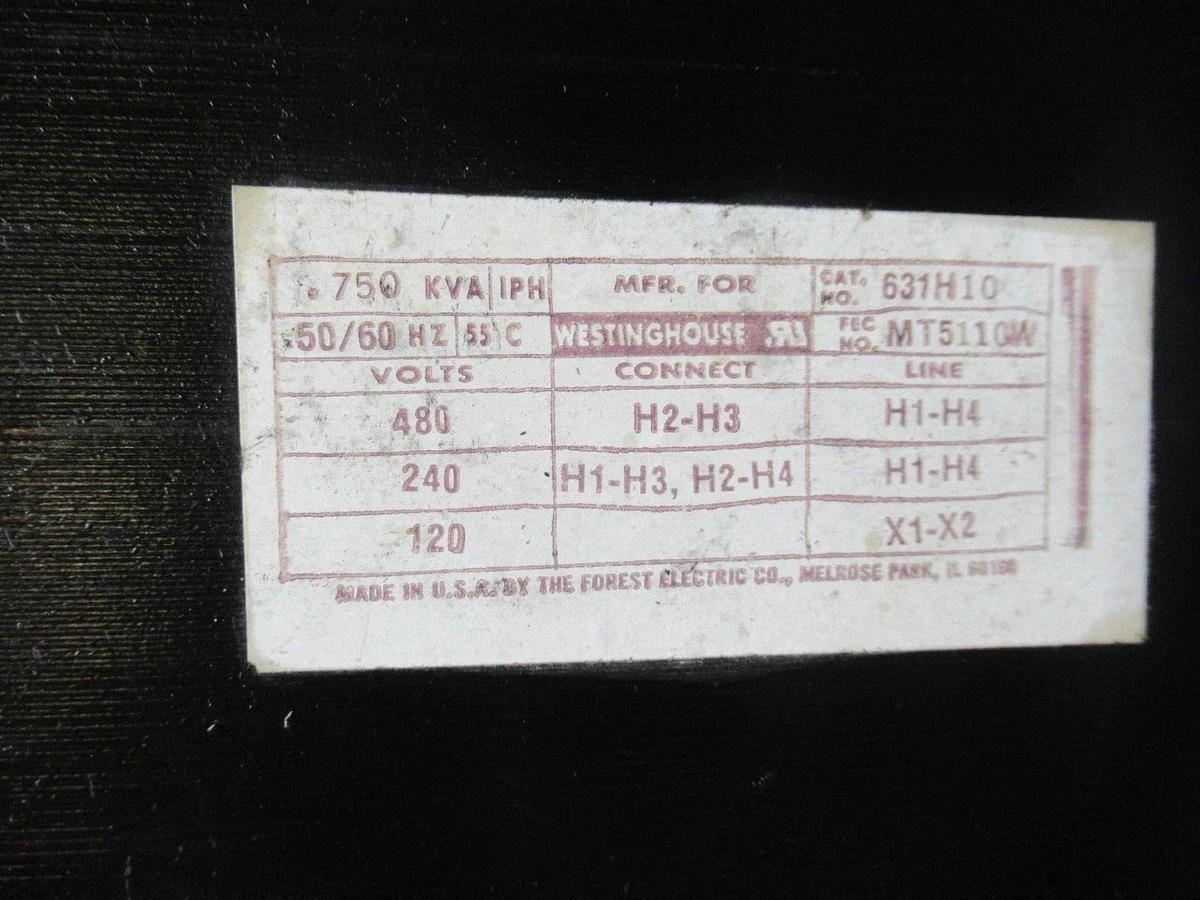 .750 KVA 1PH MFR. FOR CAT. NO. 631H10
50/60 HZ 55 C WESTINGHOUSE RU FEC NO. MT5110W
VOLTS CONNECT LINE
480 H2-H3 H1-H4
240 H1-H3, H2-H4 H1-H4
120 X1-X2
MADE IN U.S.A. BY THE FOREST ELECTRIC CO., MELROSE PARK, IL 60160